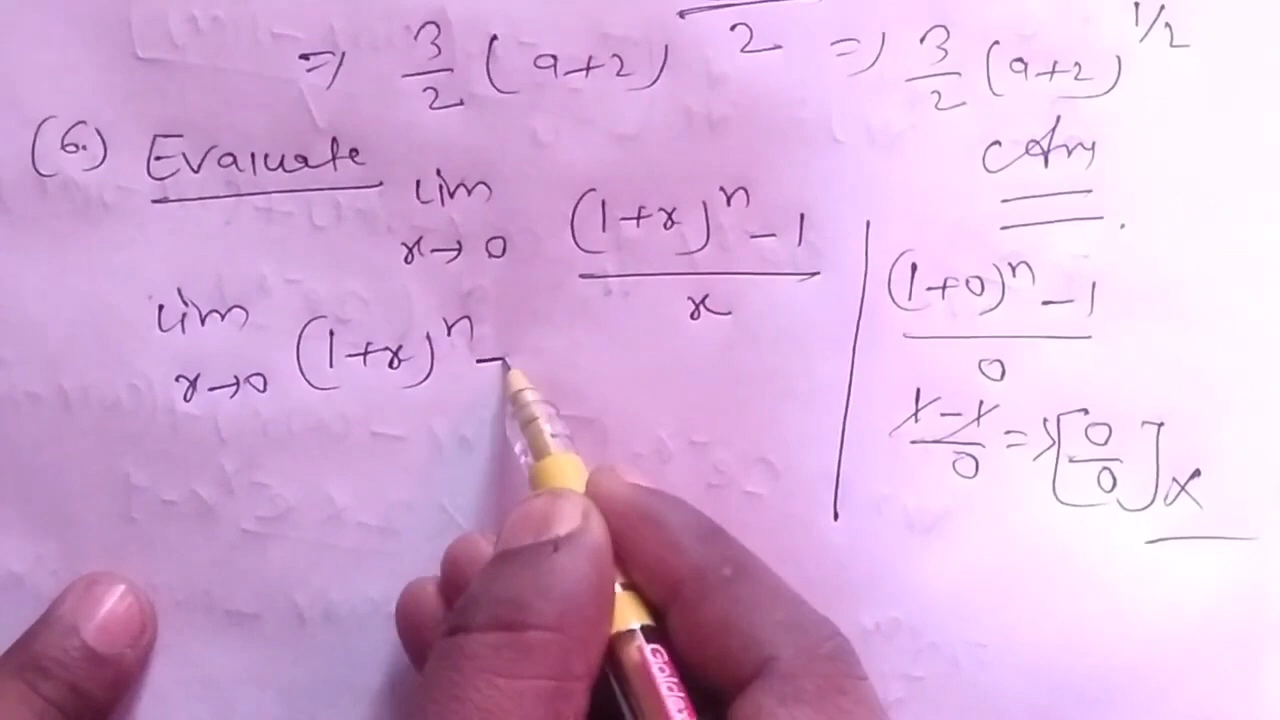 => 3/2 (a+2) 2 => 3/2 (a+2)^1/2
Ans
(6.) Evaluate lim x→0 (1+x)^n - 1 / x
(1+0)^n - 1 / 0
lim x→0 (1+x)^n -
1-1 / 0 => [0/0] x
Goldex